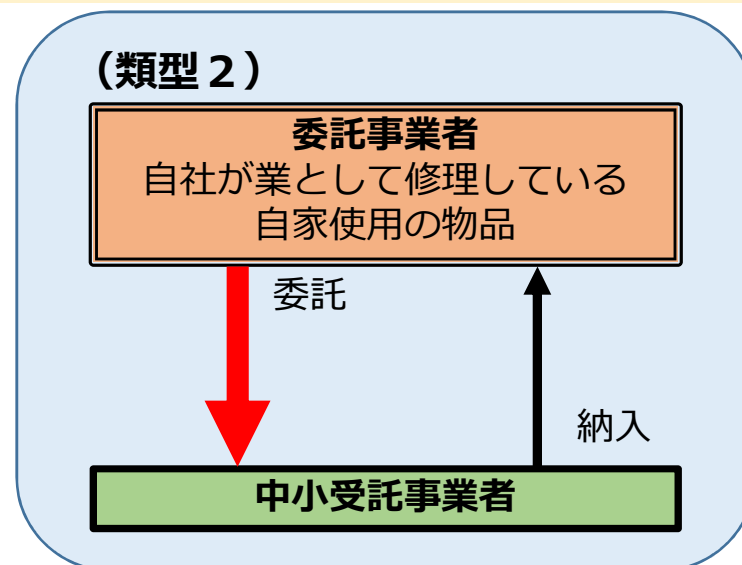 （類型２）
委託事業者
自社が業として修理している
自家使用の物品
委託
納入
中小受託事業者